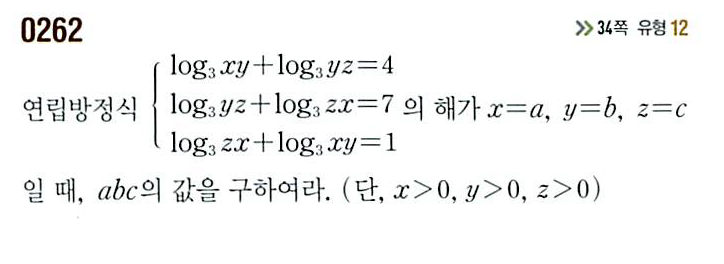 0262
≫ 34쪽 유형 12
log₃ xy+log₃ yz=4
연립방정식 { log₃ yz+log₃ zx=7 의 해가 x=a, y=b, z=c
log₃ zx+log₃ xy=1
일 때, abc의 값을 구하여라. (단, x>0, y>0, z>0)